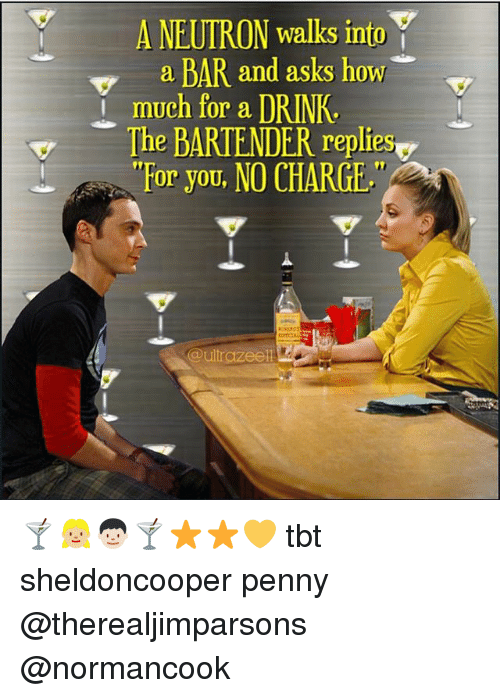 A NEUTRON walks into
a BAR and asks how
much for a DRINK.
The BARTENDER replies,
"For you, NO CHARGE."
@ultrazeell
🍸👱🏼‍♀️👦🏻🍸⭐⭐💛 tbt
sheldoncooper penny
@therealjimparsons
@normancook